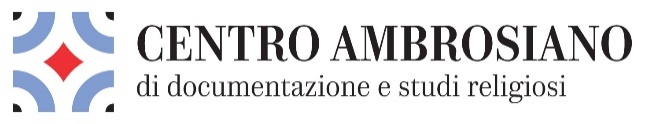 CENTRO AMBROSIANO
di documentazione e studi religiosi